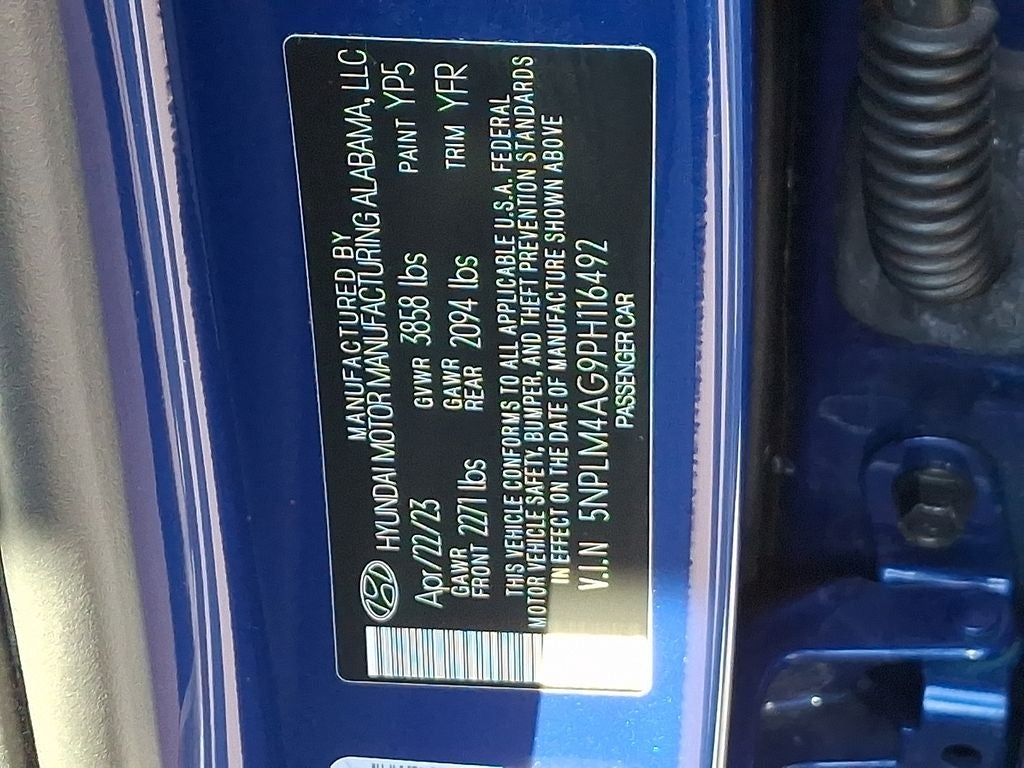 MANUFACTURED BY
HYUNDAI MOTOR MANUFACTURING ALABAMA, LLC
Apr/22/23 GVWR 3858 lbs PAINT YP5
GAWR FRONT 2271 lbs GAWR REAR 2094 lbs TRIM YFR
THIS VEHICLE CONFORMS TO ALL APPLICABLE U.S.A. FEDERAL
MOTOR VEHICLE SAFETY, BUMPER, AND THEFT PREVENTION STANDARDS
IN EFFECT ON THE DATE OF MANUFACTURE SHOWN ABOVE
V.I.N 5NPLM4AG9PH116492
PASSENGER CAR